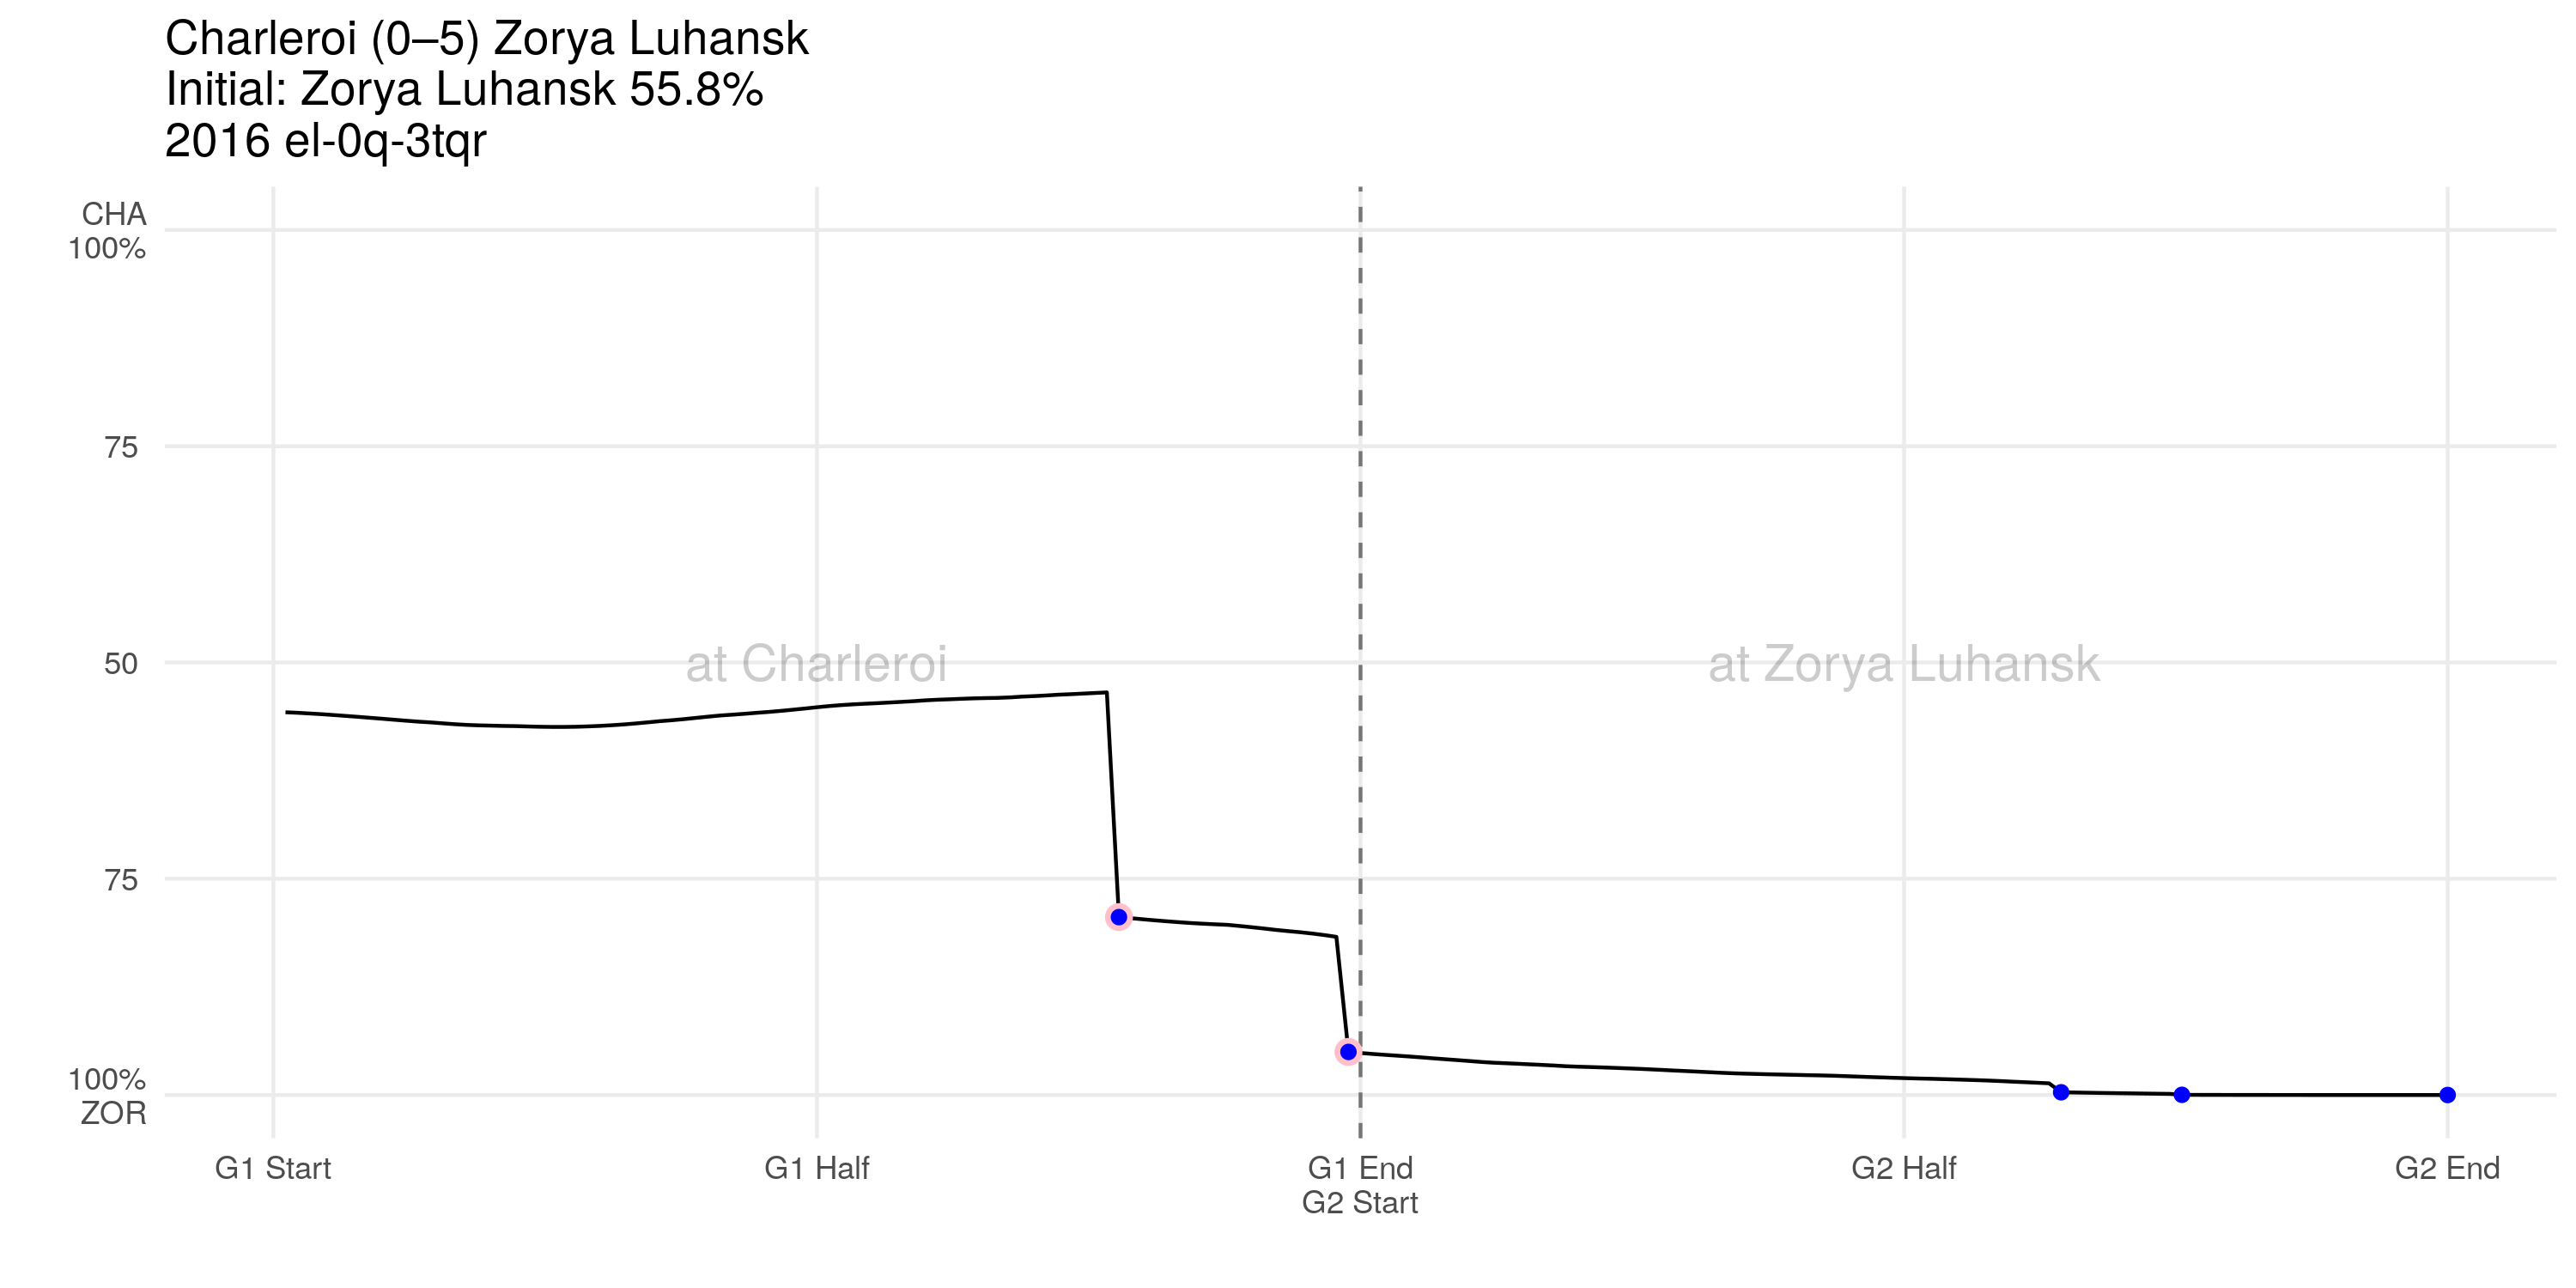 Charleroi (0–5) Zorya Luhansk
Initial: Zorya Luhansk 55.8%
2016 el-0q-3tqr
CHA
100%
75
50
75
100%
ZOR
at Charleroi
at Zorya Luhansk
G1 Start
G1 Half
G1 End
G2 Start
G2 Half
G2 End